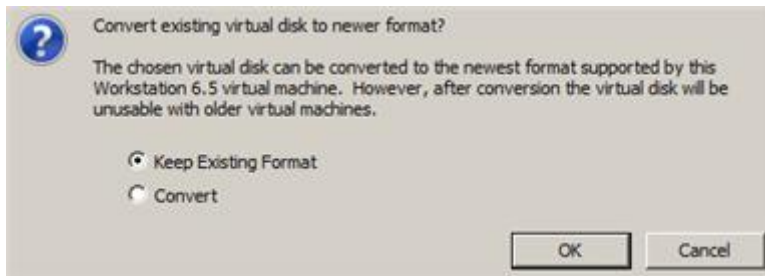 Convert existing virtual disk to newer format?
The chosen virtual disk can be converted to the newest format supported by this
Workstation 6.5 virtual machine. However, after conversion the virtual disk will be
unusable with older virtual machines.
Keep Existing Format
Convert
OK Cancel